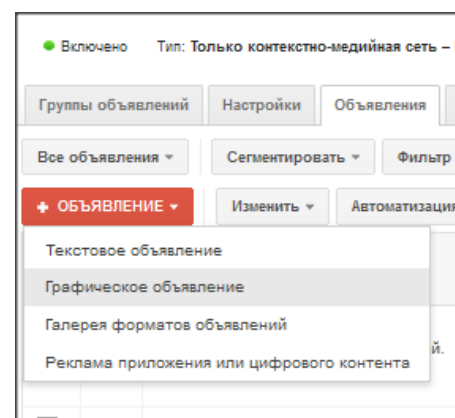 Включено Тип: Только контекстно-медийная сеть –
Группы объявлений Настройки Объявления
Все объявления Сегментировать Фильтр
+ ОБЪЯВЛЕНИЕ Изменить Автоматизация
Текстовое объявление
Графическое объявление
Галерея форматов объявлений
й.
Реклама приложения или цифрового контента